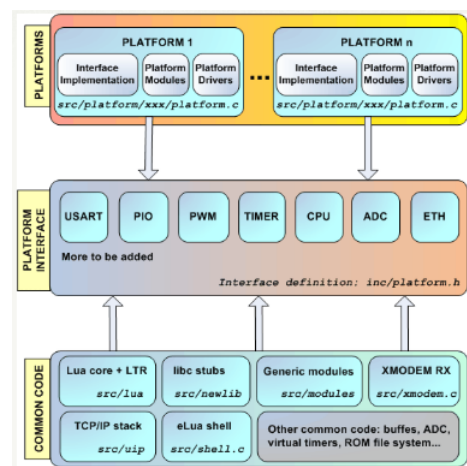 PLATFORMS
PLATFORM 1
Interface Implementation
Platform Modules
Platform Drivers
src/platform/xxx/platform.c
...
PLATFORM n
Interface Implementation
Platform Modules
Platform Drivers
src/platform/xxx/platform.c
PLATFORM INTERFACE
USART
PIO
PWM
TIMER
CPU
ADC
ETH
More to be added
Interface definition: inc/platform.h
COMMON CODE
Lua core + LTR
src/lua
libc stubs
src/newlib
Generic modules
src/modules
XMODEM RX
src/xmodem.c
TCP/IP stack
src/uip
eLua shell
src/shell.c
Other common code: buffes, ADC,
virtual timers, ROM file system...